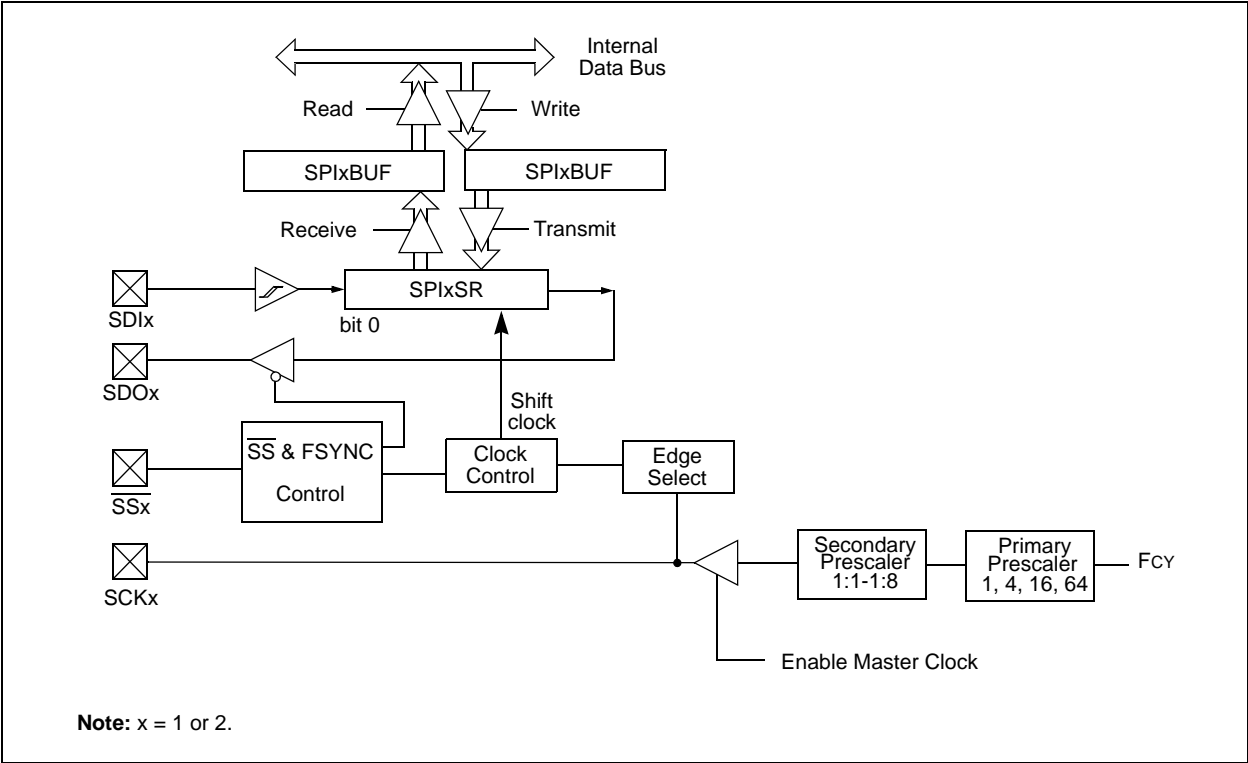 Internal
Data Bus
Read
Write
SPIxBUF
SPIxBUF
Receive
Transmit
SDIx
SPIxSR
bit 0
SDOx
Shift
clock
SS & FSYNC
Control
Clock
Control
Edge
Select
SSx
SCKx
Secondary
Prescaler
1:1-1:8
Primary
Prescaler
1, 4, 16, 64
FCY
Enable Master Clock
Note: x = 1 or 2.